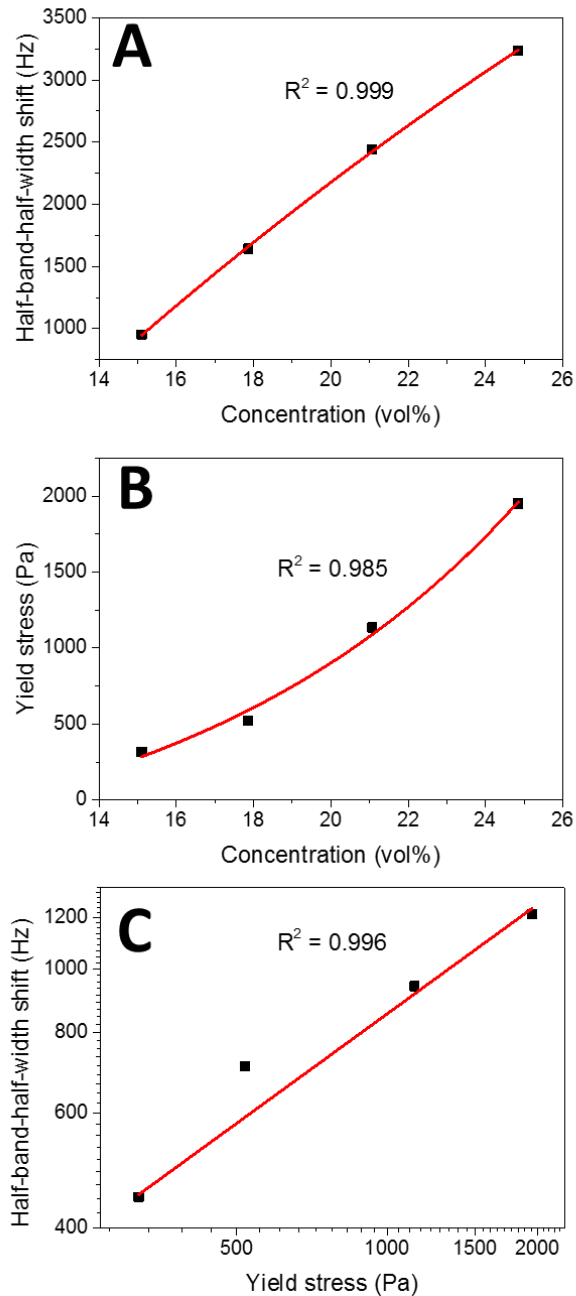 A
R² = 0.999
Half-band-half-width shift (Hz)
3500
3000
2500
2000
1500
1000
14 16 18 20 22 24 26
Concentration (vol%)
B
R² = 0.985
Yield stress (Pa)
2000
1500
1000
500
0
14 16 18 20 22 24 26
Concentration (vol%)
C
R² = 0.996
Half-band-half-width shift (Hz)
1200
1000
800
600
400
500 1000 1500 2000
Yield stress (Pa)